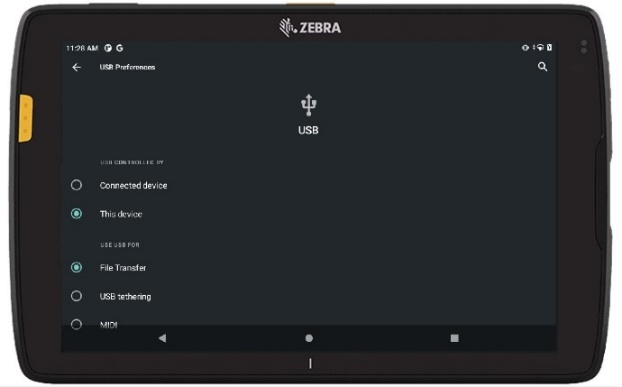 ZEBRA
11:28 AM G
USB Preferences
USB
USB CONTROLLED BY
Connected device
This device
USE USB FOR
File Transfer
USB tethering
MIDI